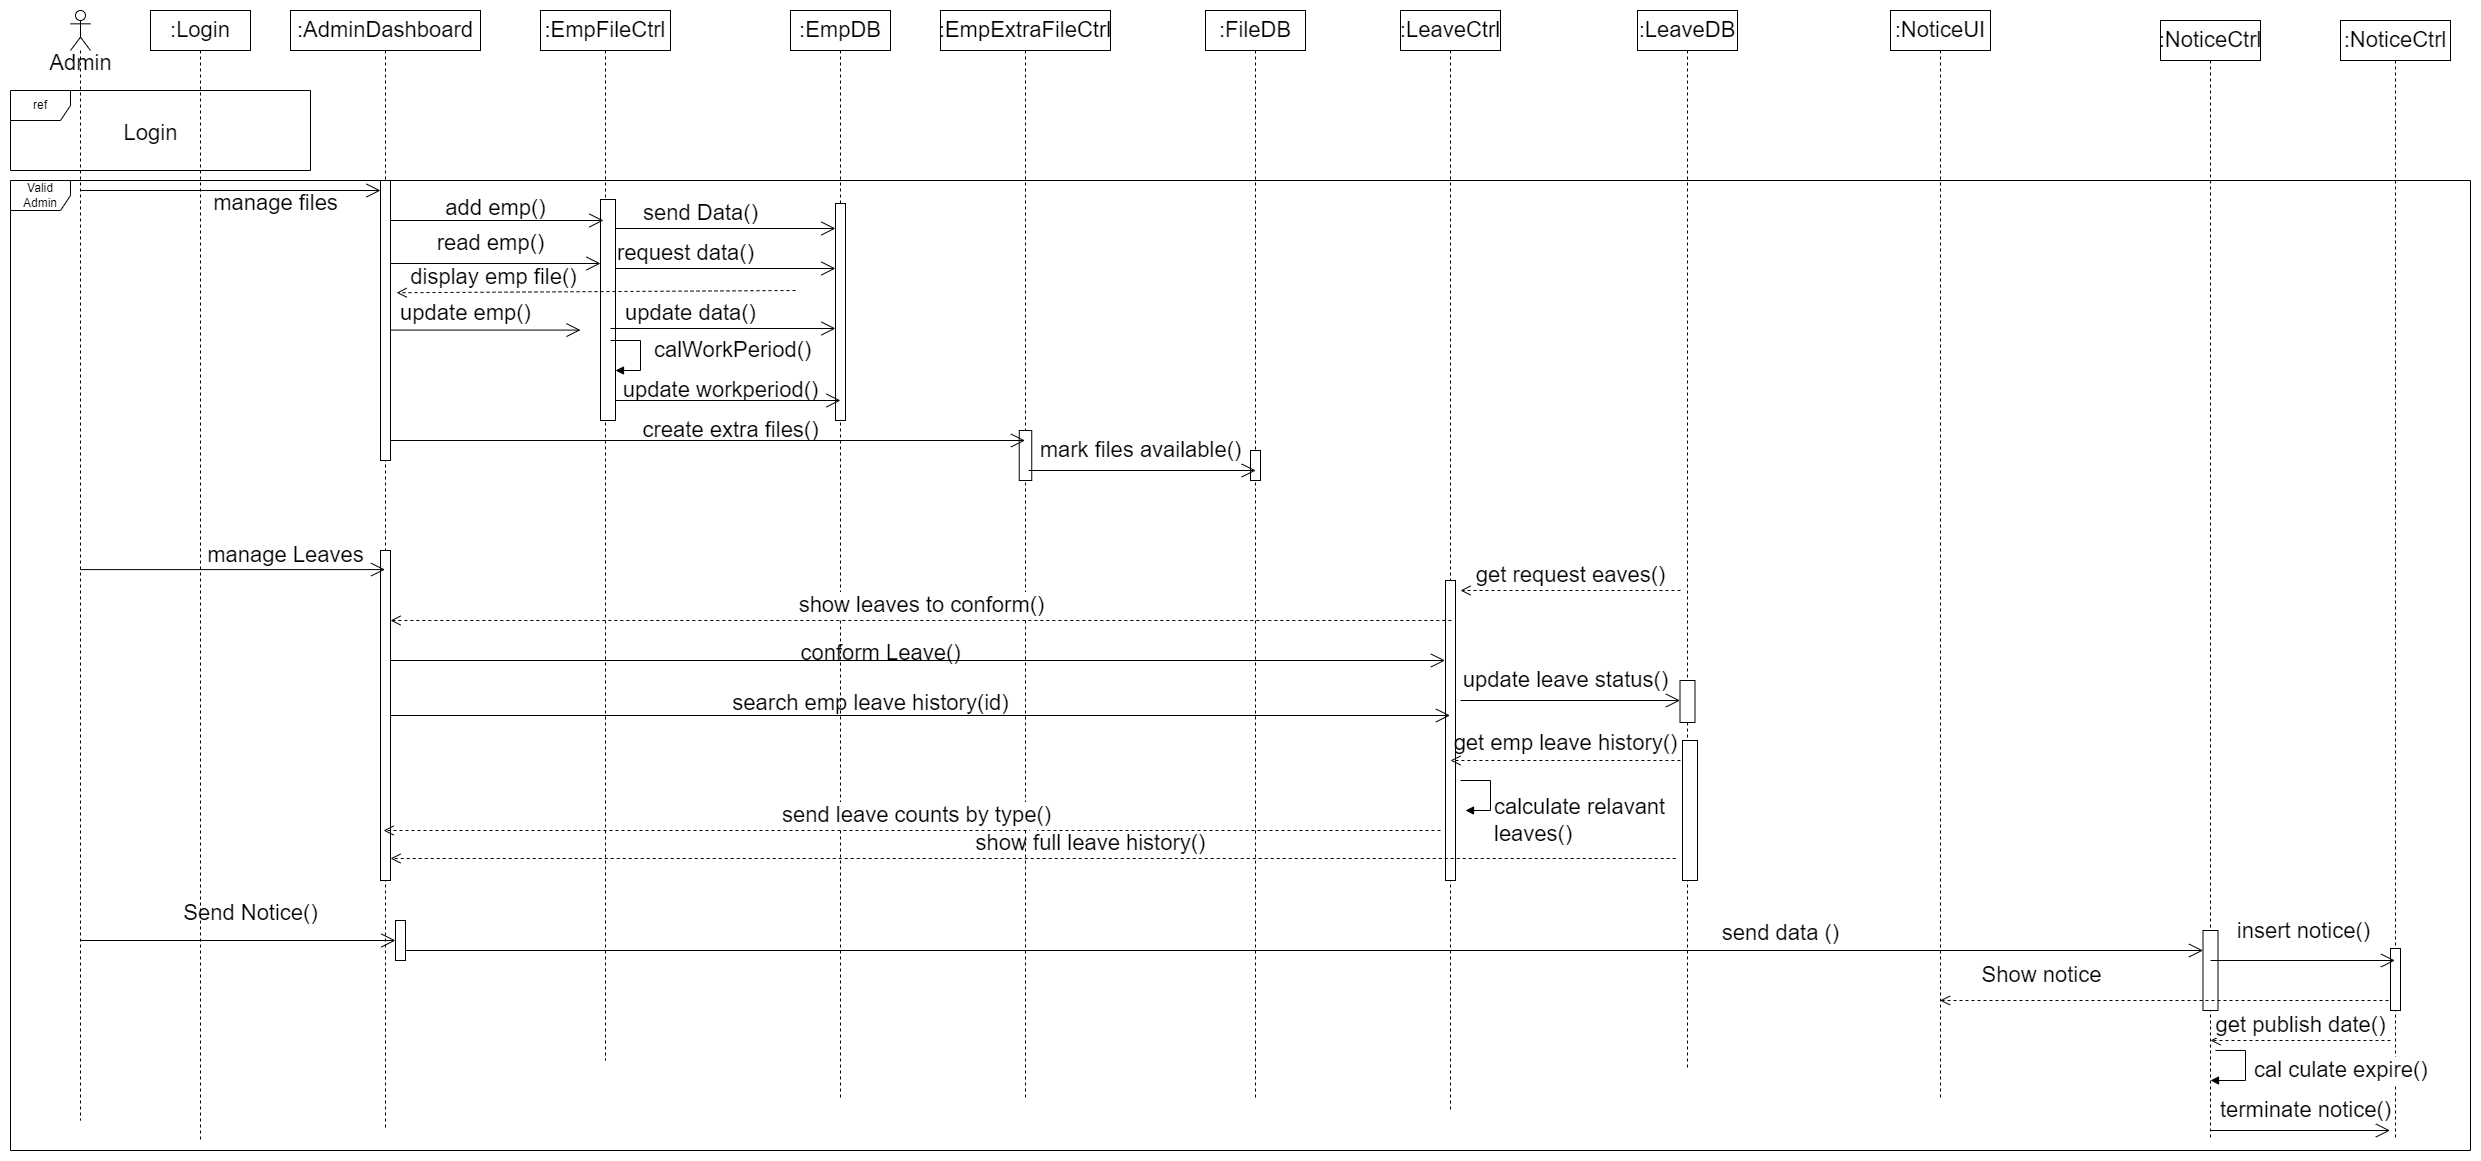 :Login
:AdminDashboard
:EmpFileCtrl
:EmpDB
:EmpExtraFileCtrl
:FileDB
:LeaveCtrl
:LeaveDB
:NoticeUI
:NoticeCtrl
:NoticeCtrl
Admin
ref
Login
Valid
Admin
manage files
add emp()
send Data()
read emp()
request data()
display emp file()
update emp()
update data()
calWorkPeriod()
update workperiod()
create extra files()
mark files available()
manage Leaves
get request eaves()
show leaves to conform()
conform Leave()
update leave status()
search emp leave history(id)
get emp leave history()
calculate relavant
leaves()
send leave counts by type()
show full leave history()
Send Notice()
send data ()
insert notice()
Show notice
get publish date()
cal culate expire()
terminate notice()